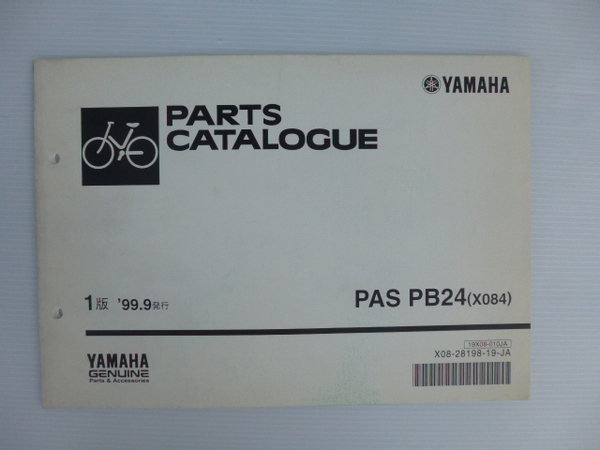 YAMAHA
PARTS
CATALOGUE
1版 '99.9発行
PAS PB24(X084)
19X08-010JA
X08-28198-19-JA
YAMAHA
GENUINE
Parts & Accessories